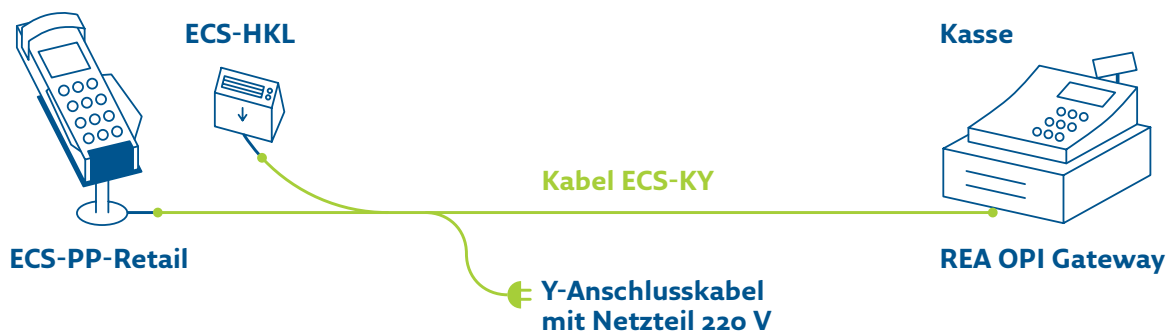 ECS-HKL
Kasse
Kabel ECS-KY
ECS-PP-Retail
REA OPI Gateway
Y-Anschlusskabel
mit Netzteil 220 V